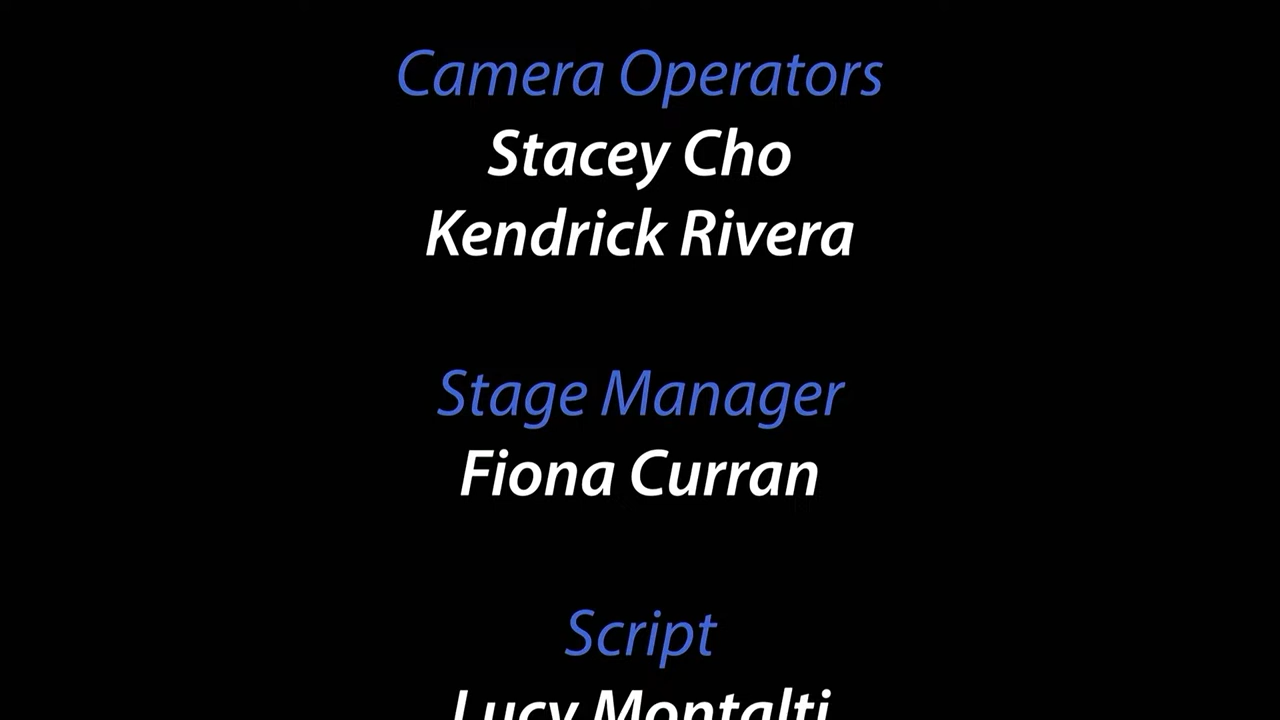 Camera Operators
Stacey Cho
Kendrick Rivera
Stage Manager
Fiona Curran
Script
Lucy Montalti